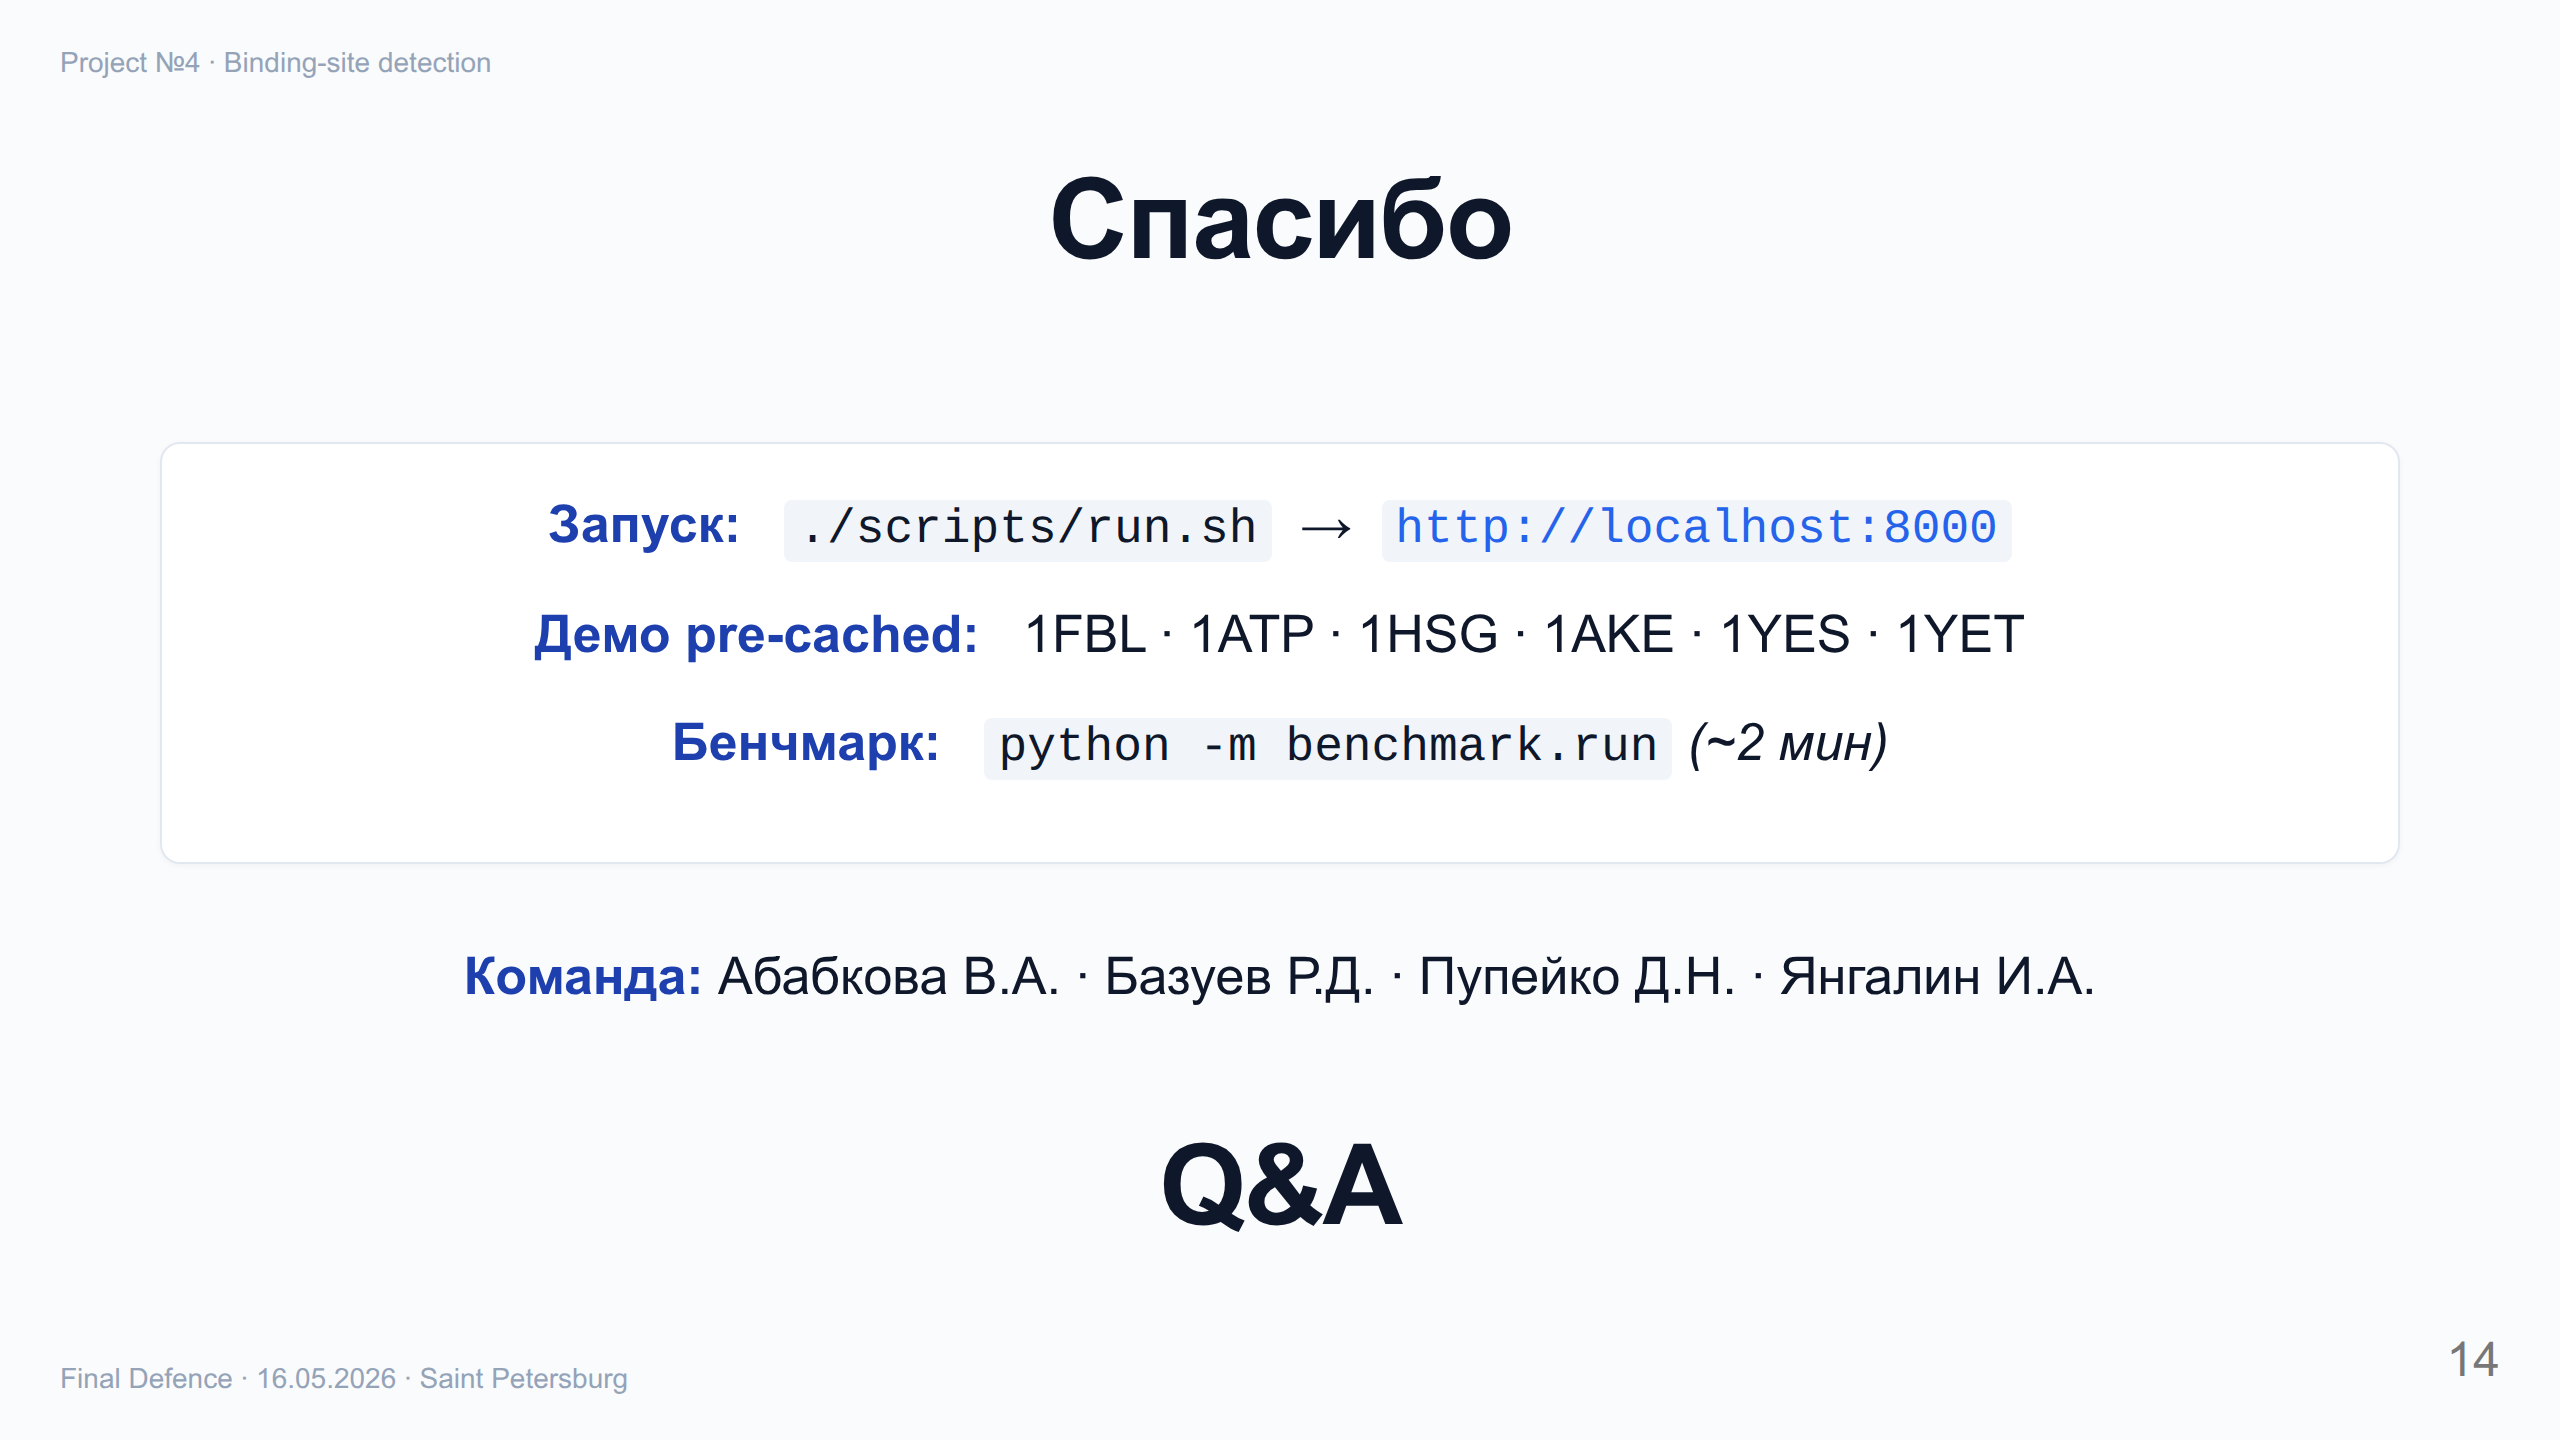 Project №4 · Binding-site detection
Спасибо
Запуск: ./scripts/run.sh → http://localhost:8000
Демо pre-cached: 1FBL · 1ATP · 1HSG · 1AKE · 1YES · 1YET
Бенчмарк: python -m benchmark.run (~2 мин)
Команда: Абабкова В.А. · Базуев Р.Д. · Пупейко Д.Н. · Янгалин И.А.
Q&A
Final Defence · 16.05.2026 · Saint Petersburg
14